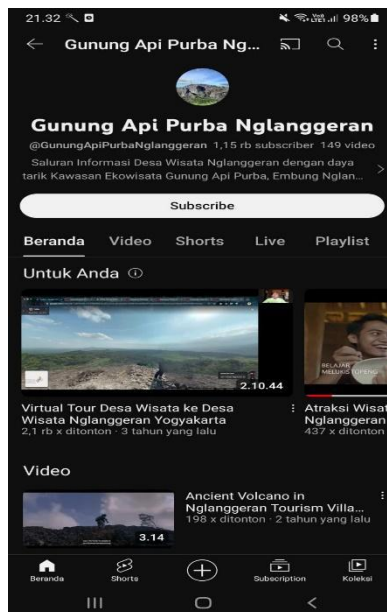 21.32
98%
Gunung Api Purba Ng...
Gunung Api Purba Nglanggeran
@GunungApiPurbaNglanggeran 1,15 rb subscriber 149 video
Saluran Informasi Desa Wisata Nglanggeran dengan daya
tarik Kawasan Ekowisata Gunung Api Purba, Embung Nglan...
Subscribe
Beranda Video Shorts Live Playlist
Untuk Anda
BELAJAR
MELUKIS TOPENG
2.10.44
Virtual Tour Desa Wisata ke Desa
Wisata Nglanggeran Yogyakarta
2,1 rb x ditonton · 3 tahun yang lalu
Atraksi Wisat
Nglanggeran
437 x ditonton
Video
3.14
Ancient Volcano in
Nglanggeran Tourism Villa...
198 x ditonton · 2 tahun yang lalu
Beranda Shorts Subscription Koleksi